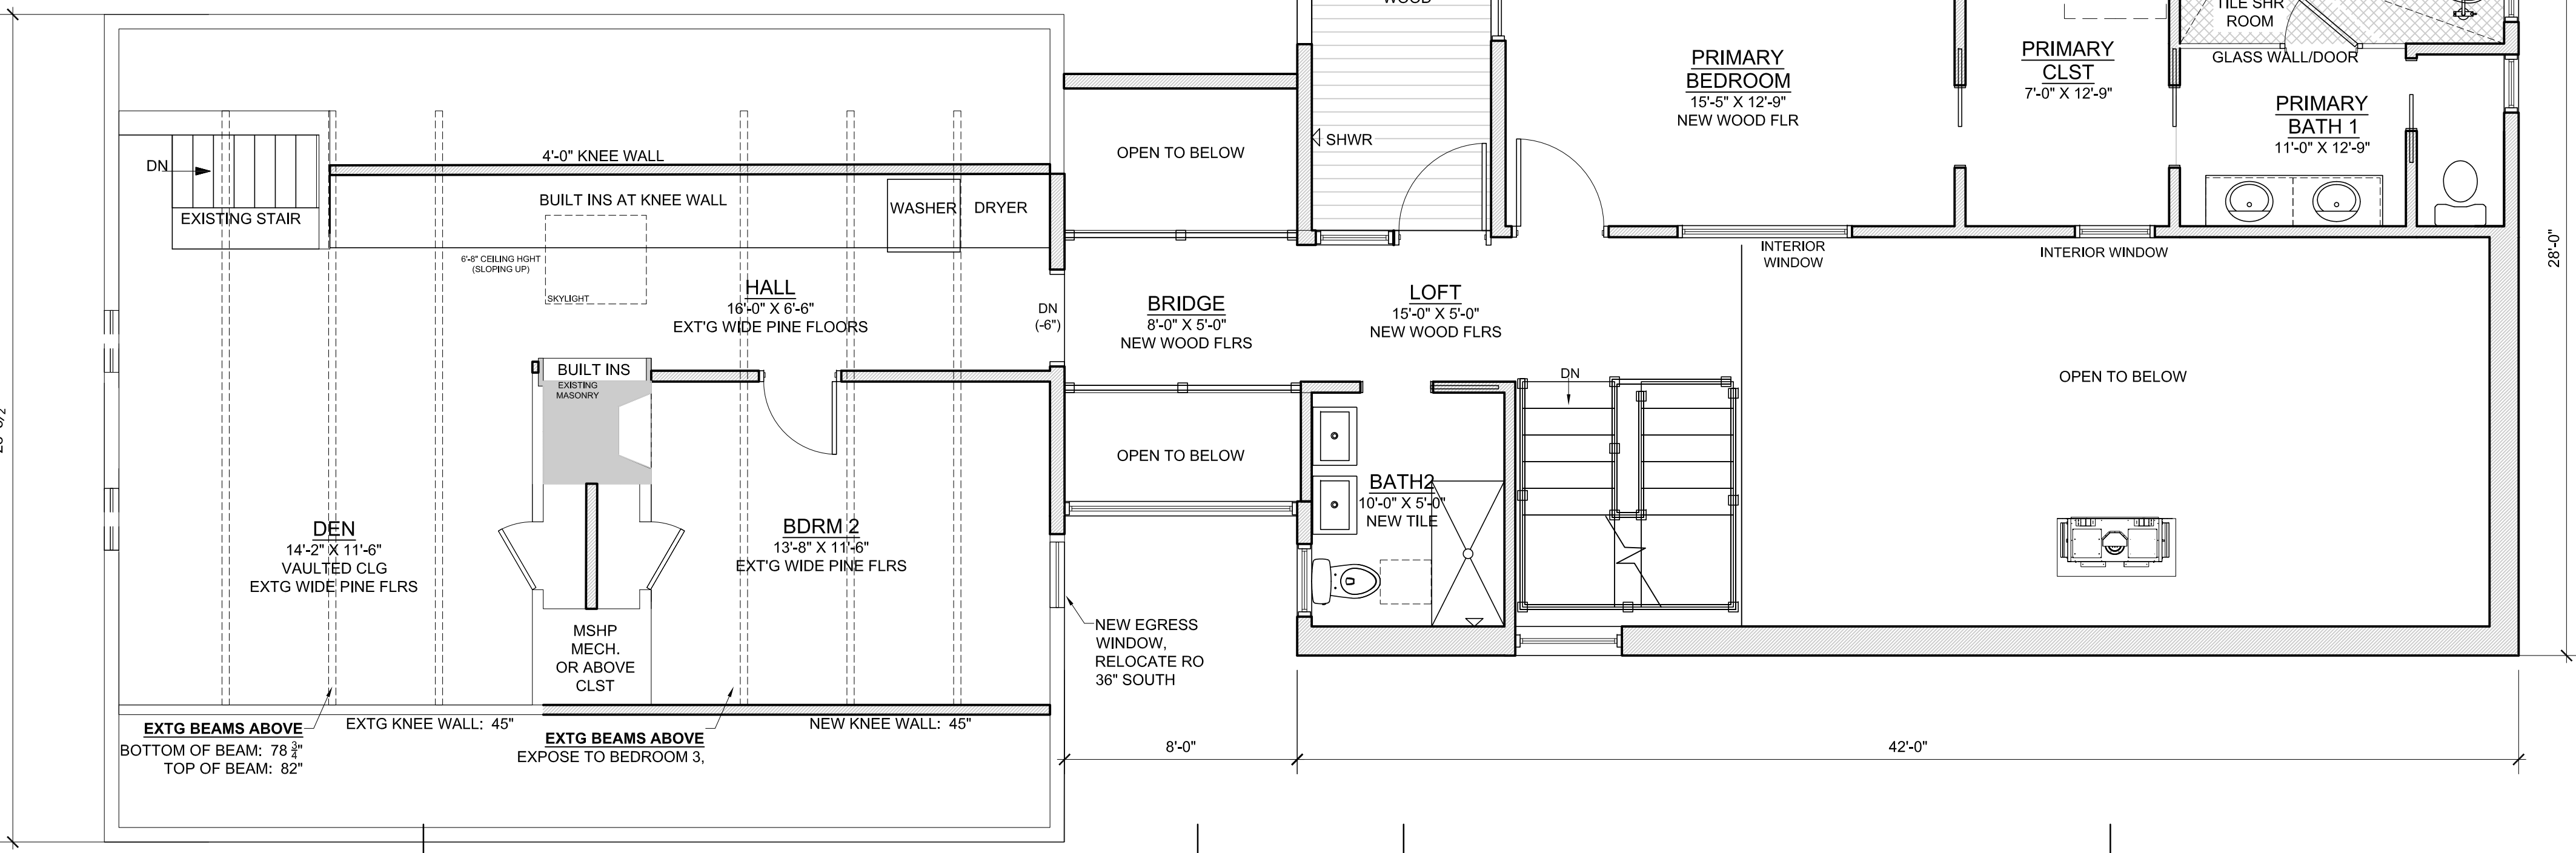 WOOD
TILE SHR
ROOM
GLASS WALL/DOOR
PRIMARY
BEDROOM
15'-5" X 12'-9"
NEW WOOD FLR
PRIMARY
CLST
7'-0" X 12'-9"
PRIMARY
BATH 1
11'-0" X 12'-9"
SHWR
OPEN TO BELOW
4'-0" KNEE WALL
DN
EXISTING STAIR
BUILT INS AT KNEE WALL
WASHER
DRYER
6'-8" CEILING HGHT
(SLOPING UP)
SKYLIGHT
HALL
16'-0" X 6'-6"
EXT'G WIDE PINE FLOORS
DN
(-6")
BRIDGE
8'-0" X 5'-0"
NEW WOOD FLRS
LOFT
15'-0" X 5'-0"
NEW WOOD FLRS
INTERIOR
WINDOW
INTERIOR WINDOW
28'-0"
BUILT INS
EXISTING
MASONRY
DN
OPEN TO BELOW
OPEN TO BELOW
BATH2
10'-0" X 5'-0"
NEW TILE
DEN
14'-2" X 11'-6"
VAULTED CLG
EXTG WIDE PINE FLRS
BDRM 2
13'-8" X 11'-6"
EXT'G WIDE PINE FLRS
MSHP
MECH.
OR ABOVE
CLST
NEW EGRESS
WINDOW,
RELOCATE RO
36" SOUTH
EXTG BEAMS ABOVE
BOTTOM OF BEAM: 78 3/4"
TOP OF BEAM: 82"
EXTG KNEE WALL: 45"
EXTG BEAMS ABOVE
EXPOSE TO BEDROOM 3,
NEW KNEE WALL: 45"
8'-0"
42'-0"